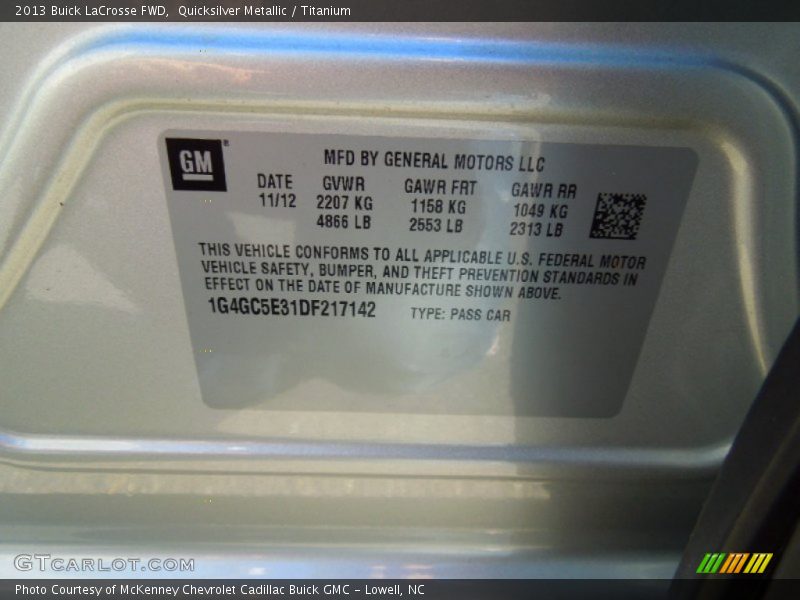 2013 Buick LaCrosse FWD,  Quicksilver Metallic / Titanium
GM ®
MFD BY GENERAL MOTORS LLC
DATE GVWR GAWR FRT GAWR RR
11/12 2207 KG 1158 KG 1049 KG
4866 LB 2553 LB 2313 LB
THIS VEHICLE CONFORMS TO ALL APPLICABLE U.S. FEDERAL MOTOR
VEHICLE SAFETY, BUMPER, AND THEFT PREVENTION STANDARDS IN
EFFECT ON THE DATE OF MANUFACTURE SHOWN ABOVE.
1G4GC5E31DF217142 TYPE: PASS CAR
GTCARLOT.COM
Photo Courtesy of McKenney Chevrolet Cadillac Buick GMC - Lowell, NC